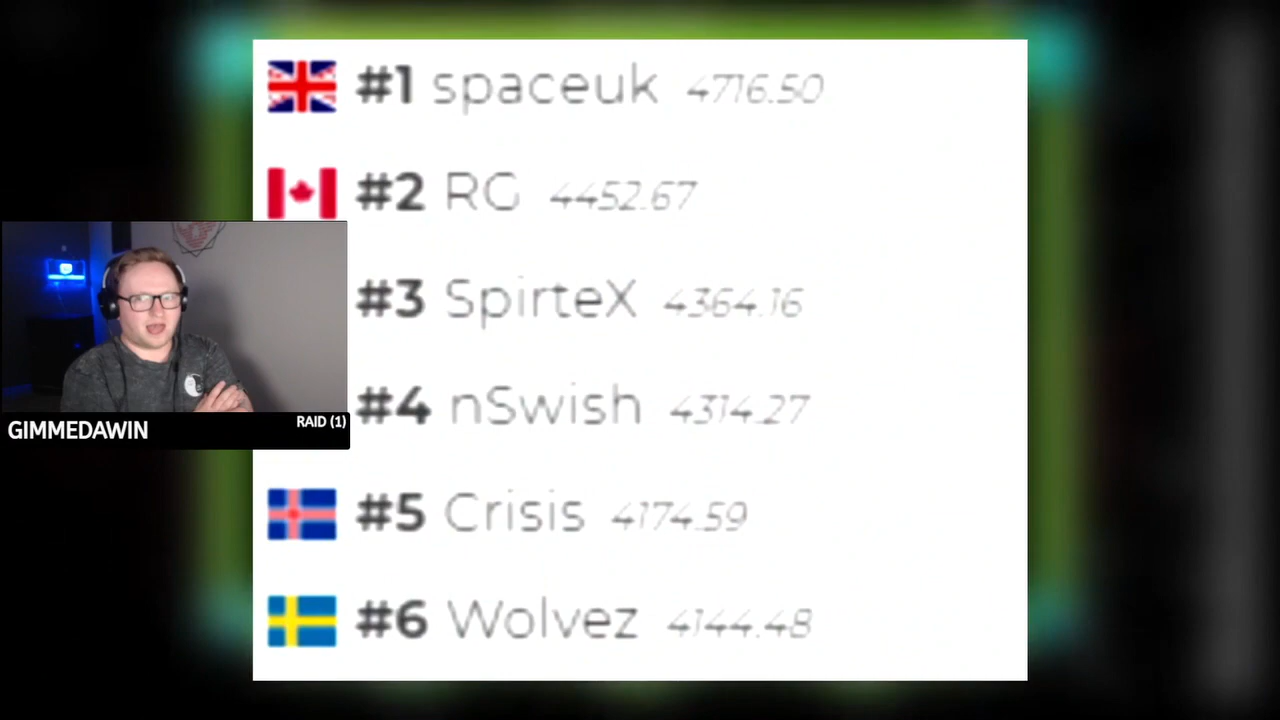 #1 spaceuk 4716.50
#2 RG 4452.67
#3 SpirteX 4364.16
#4 nSwish 4314.27
#5 Crisis 4174.59
#6 Wolvez 4144.48
GIMMEDAWIN
RAID (1)